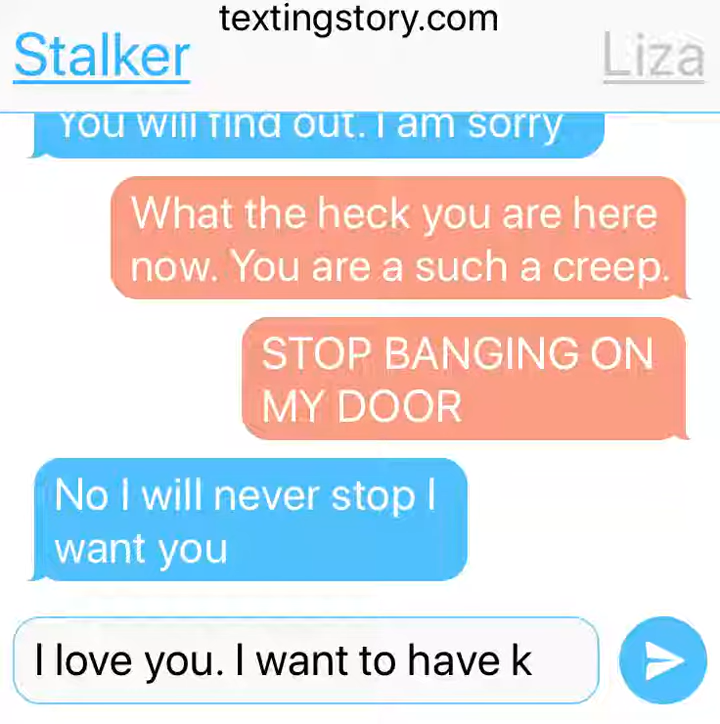 textingstory.com
Stalker
Liza
You will find out. I am sorry
What the heck you are here
now. You are a such a creep.
STOP BANGING ON
MY DOOR
No I will never stop I
want you
I love you. I want to have k